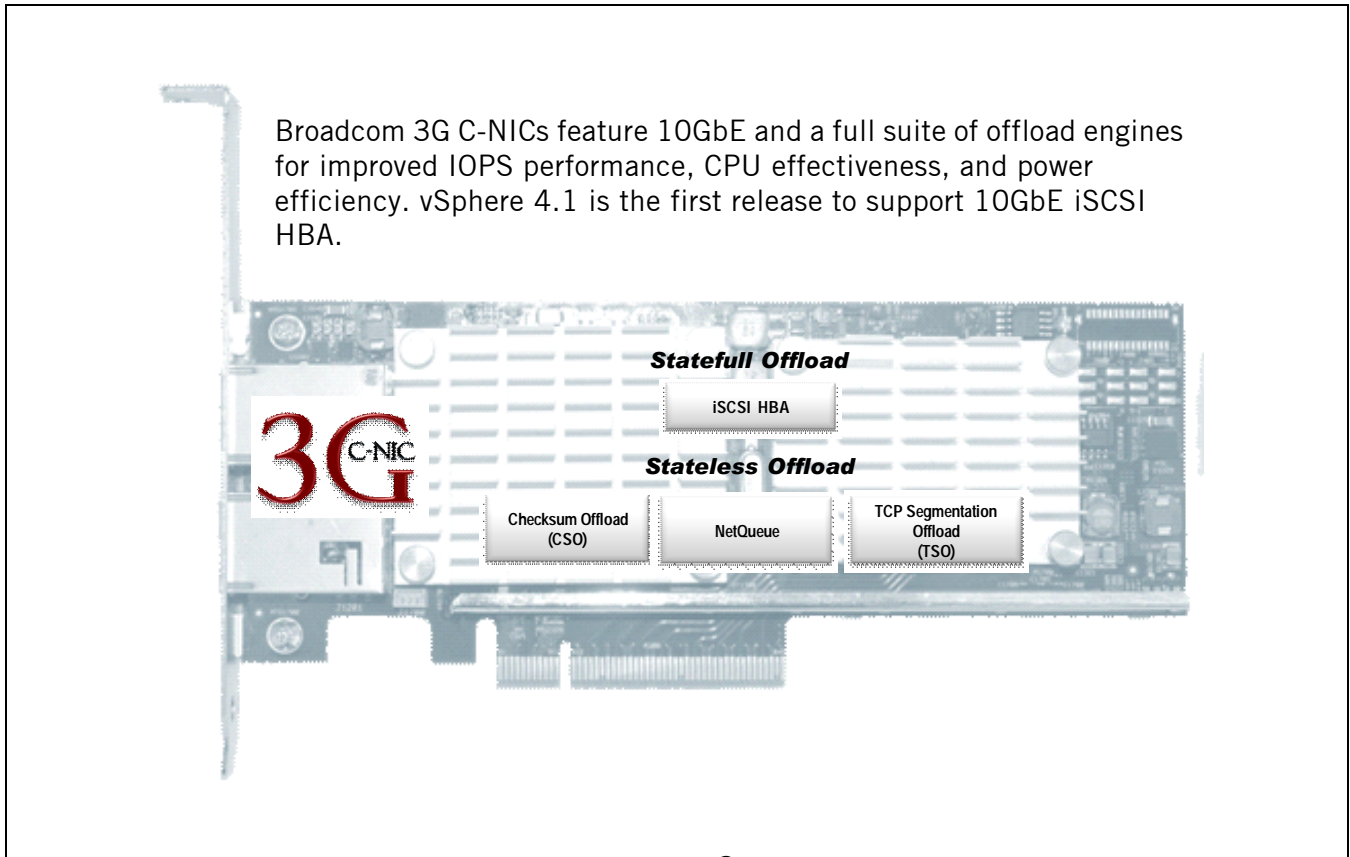 Broadcom 3G C-NICs feature 10GbE and a full suite of offload engines
for improved IOPS performance, CPU effectiveness, and power
efficiency. vSphere 4.1 is the first release to support 10GbE iSCSI
HBA.
Statefull Offload
iSCSI HBA
3G
C-NIC
Stateless Offload
Checksum Offload
(CSO)
NetQueue
TCP Segmentation
Offload
(TSO)